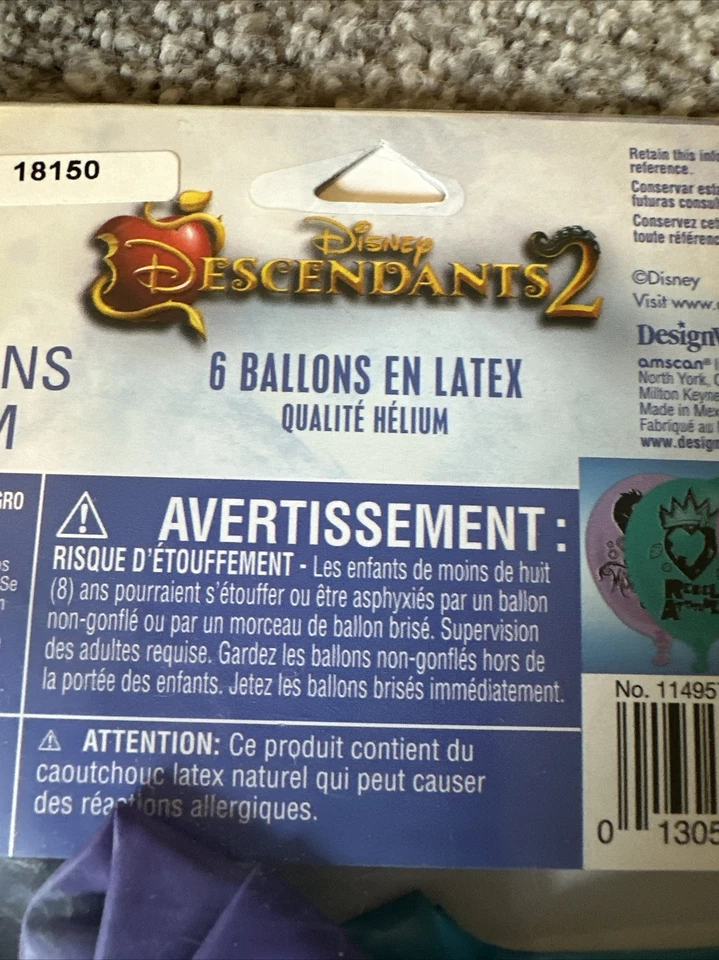 18150
Disney
DESCENDANTS 2
6 BALLONS EN LATEX
QUALITÉ HÉLIUM
NS
M
GRO
Se
AVERTISSEMENT :
RISQUE D'ÉTOUFFEMENT - Les enfants de moins de huit
(8) ans pourraient s'étouffer ou être asphyxiés par un ballon
non-gonflé ou par un morceau de ballon brisé. Supervision
des adultes requise. Gardez les ballons non-gonflés hors de
la portée des enfants. Jetez les ballons brisés immédiatement.
ATTENTION: Ce produit contient du
caoutchouc latex naturel qui peut causer
des réactions allergiques.
Retain this info
reference.
Conservar est
futuras consul
Conservez cet
toute référenc
©Disney
Visit www.
Design
amscan®
North York,
Milton Keyne
Made in Mex
Fabriqué au
www.design
No. 114957
0 1305